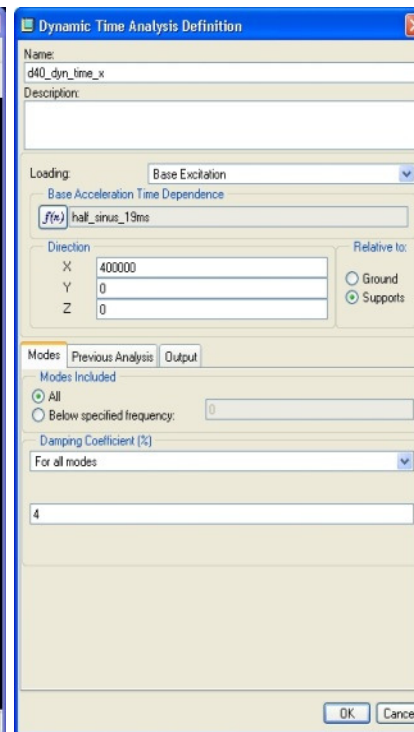 Dynamic Time Analysis Definition
Name:
d40_dyn_time_x
Description:
Loading: Base Excitation
Base Acceleration Time Dependence
f(n) half_sinus_19ms
Direction
Relative to:
X 400000
Y 0
Z 0
Ground
Supports
Modes Previous Analysis Output
Modes Included
All
Below specified frequency: 0
Damping Coefficient (%)
For all modes
4
OK Cance